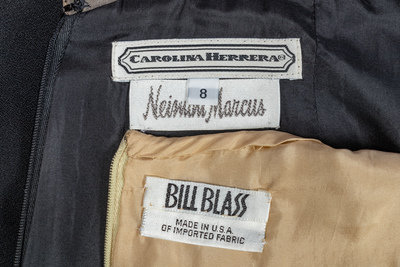 CAROLINA HERRERA®
8
Neiman Marcus
BILL BLASS
MADE IN U.S.A.
OF IMPORTED FABRIC